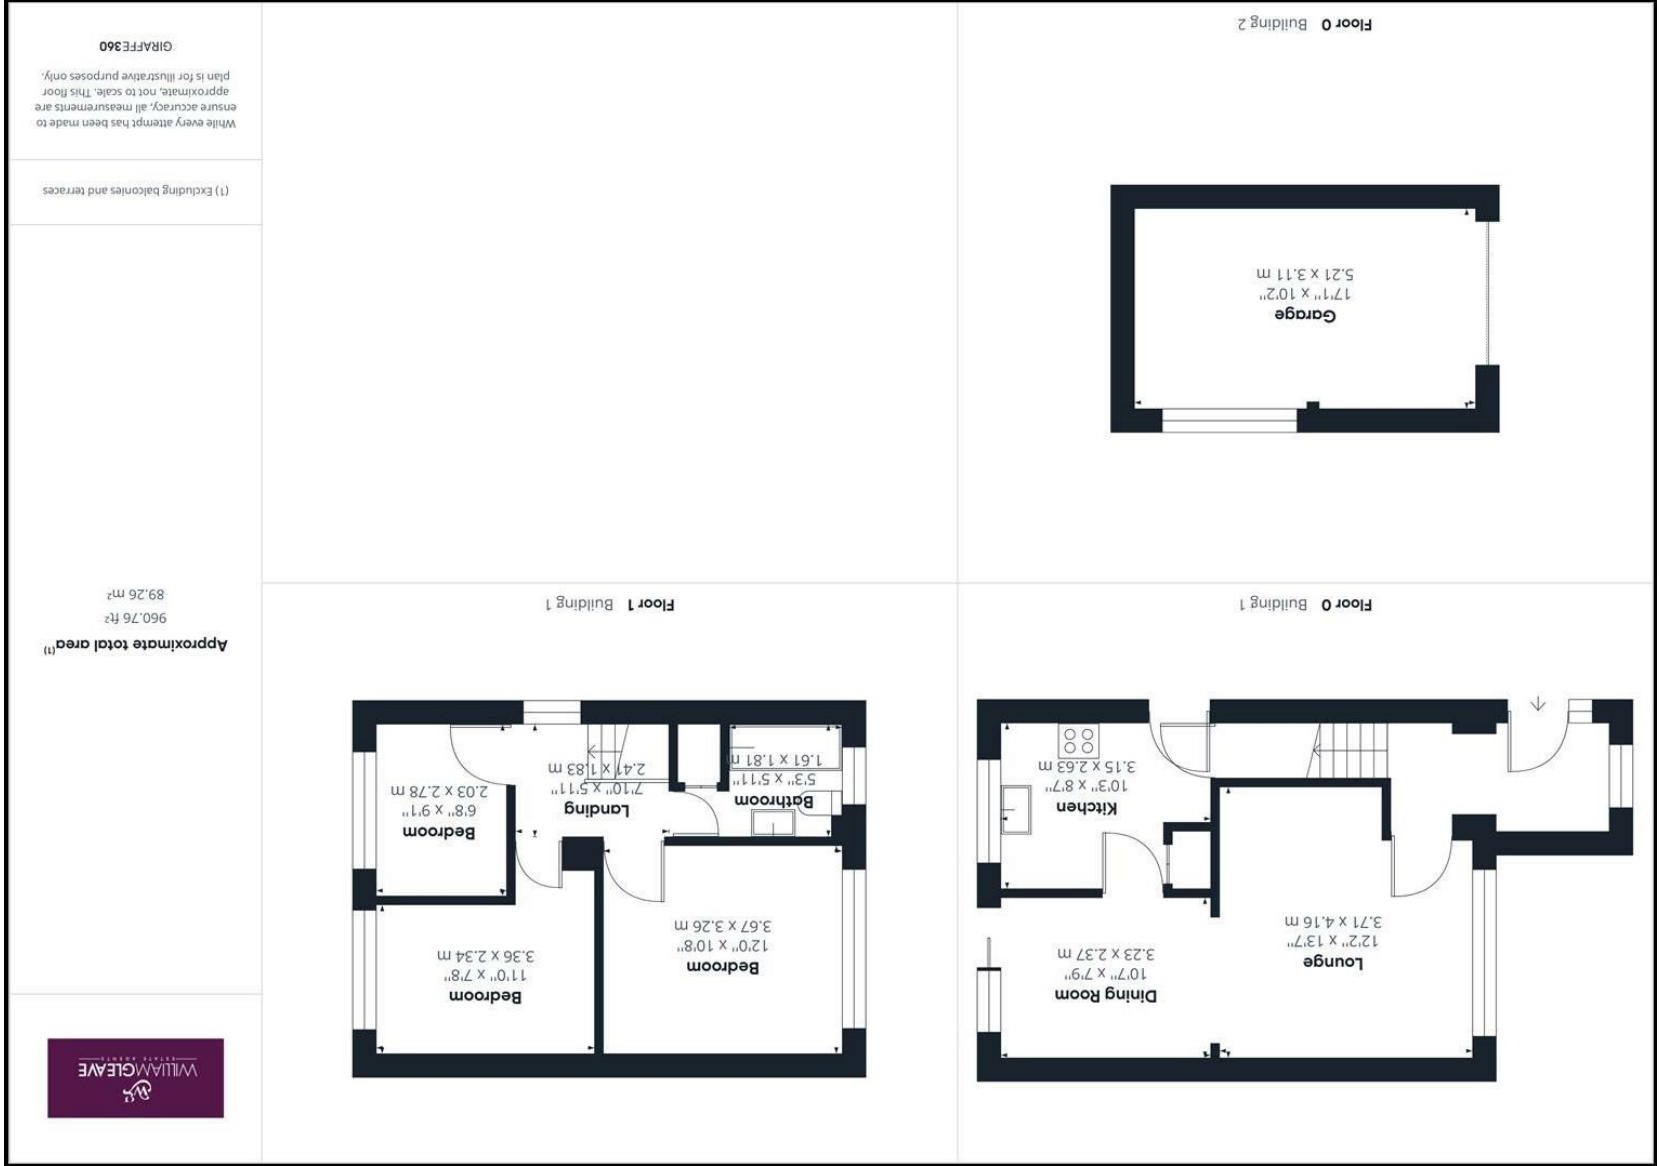 Lounge
12'2" x 13'7"
3.71 x 4.16 m
Dining Room
10'7" x 7'9"
3.23 x 2.37 m
Kitchen
10'3" x 8'7"
3.15 x 2.63 m
Floor 0 Building 1
Bedroom
12'0" x 10'8"
3.67 x 3.26 m
Bedroom
11'0" x 7'8"
3.36 x 2.34 m
Bathroom
5'3" x 5'11"
1.61 x 1.81 m
Landing
7'10" x 5'11"
2.41 x 1.83 m
Bedroom
6'8" x 9'1"
2.03 x 2.78 m
Floor 1 Building 1
Garage
17'1" x 10'2"
5.21 x 3.11 m
Floor 0 Building 2
WILLIAMGLEAVE
ESTATE AGENTS
Approximate total area(1)
960.76 ft²
89.26 m²
(1) Excluding balconies and terraces
While every attempt has been made to
ensure accuracy, all measurements are
approximate, not to scale. This floor
plan is for illustrative purposes only.
GIRAFFE360